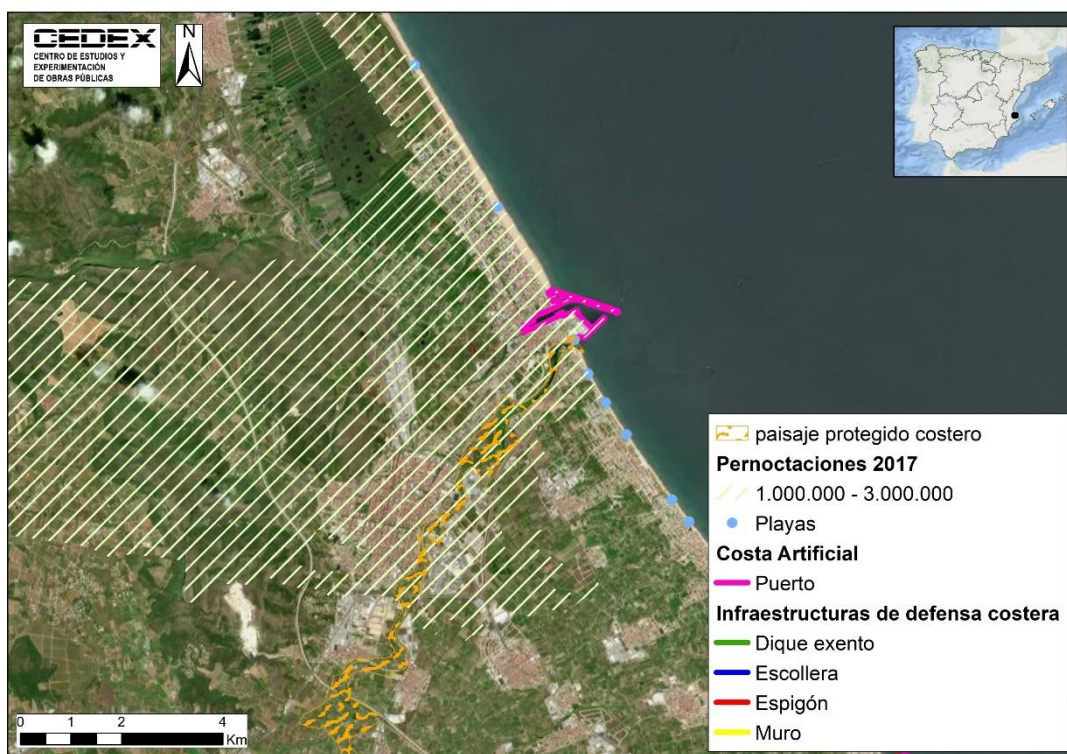 CEDEX
CENTRO DE ESTUDIOS Y
EXPERIMENTACIÓN
DE OBRAS PÚBLICAS
N
paisaje protegido costero
Pernoctaciones 2017
1.000.000 - 3.000.000
Playas
Costa Artificial
Puerto
Infraestructuras de defensa costera
Dique exento
Escollera
Espigón
Muro
0 1 2 4
Km